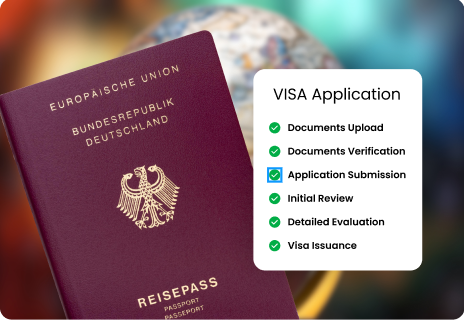 EUROPÄISCHE UNION
BUNDESREPUBLIK
DEUTSCHLAND
REISEPASS
PASSPORT
PASSEPORT
VISA Application
Documents Upload
Documents Verification
Application Submission
Initial Review
Detailed Evaluation
Visa Issuance